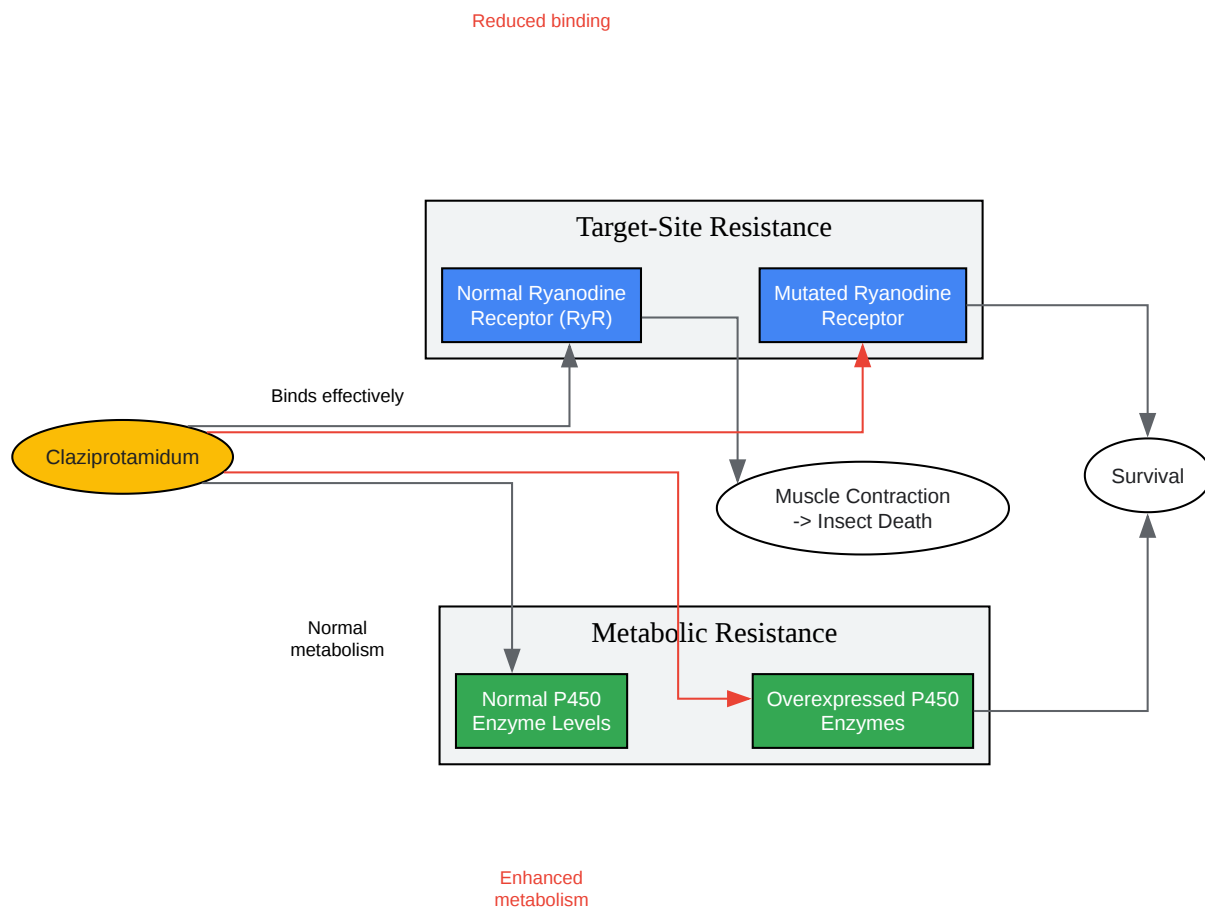 Reduced binding
Target-Site Resistance
Normal Ryanodine
Receptor (RyR)
Mutated Ryanodine
Receptor
Binds effectively
Claziprotamidum
Survival
Muscle Contraction
-> Insect Death
Normal
metabolism
Metabolic Resistance
Normal P450
Enzyme Levels
Overexpressed P450
Enzymes
Enhanced
metabolism